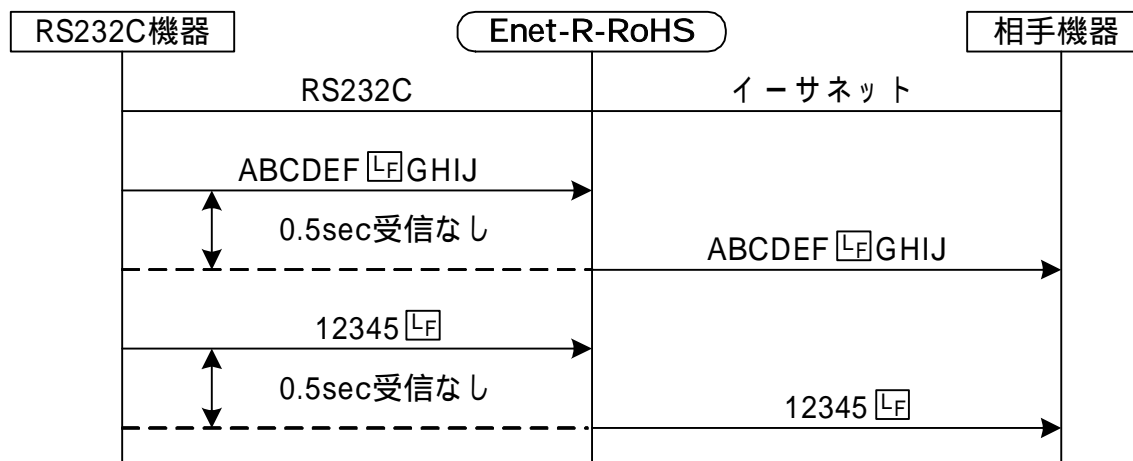 RS232C機器
Enet-R-RoHS
相手機器
RS232C
イーサネット
ABCDEF LF GHIJ
0.5sec受信なし
ABCDEF LF GHIJ
12345 LF
0.5sec受信なし
12345 LF